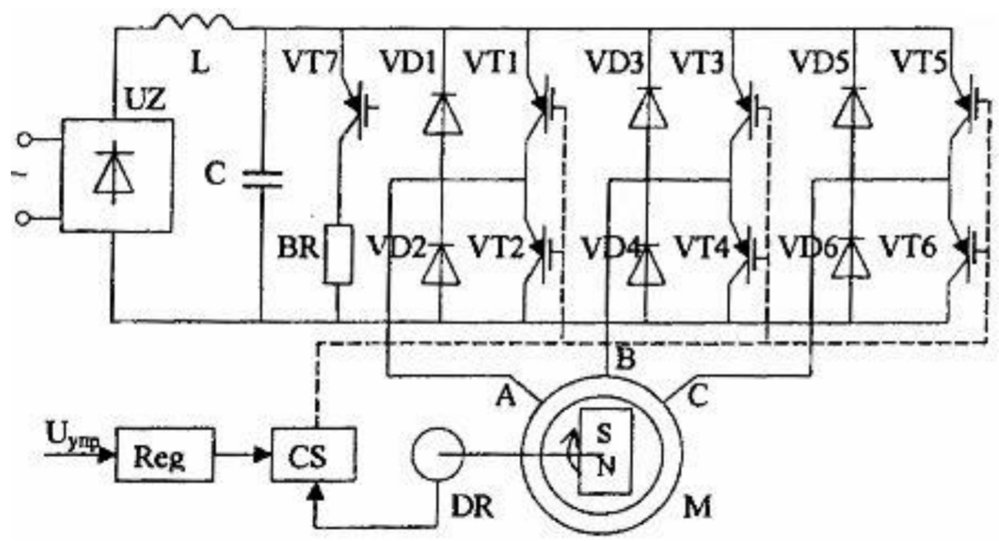 L
VT7 VD1 VT1 VD3 VT3 VD5 VT5
UZ
~
C
BR VD2 VT2 VD4 VT4 VD6 VT6
B
A C
Uупр Reg CS
S
N
DR M